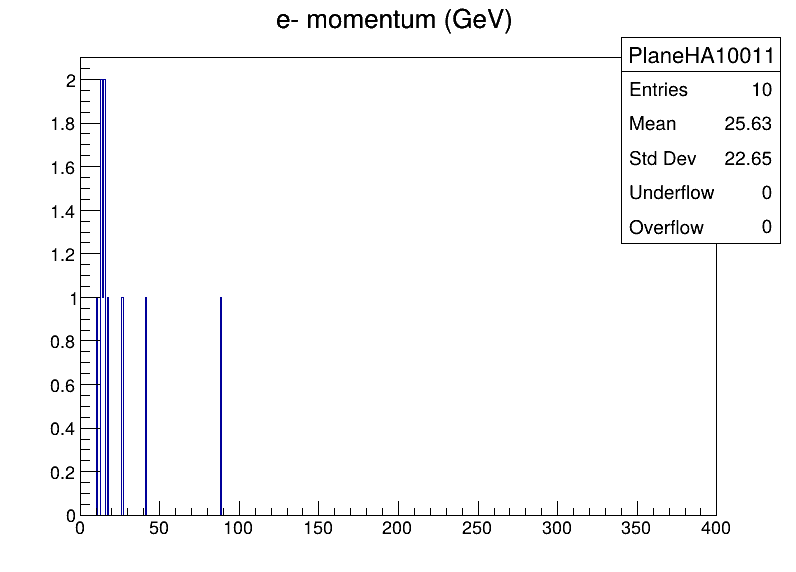 e- momentum (GeV)
PlaneHA10011
Entries 10
Mean 25.63
Std Dev 22.65
Underflow 0
Overflow 0
2
1.8
1.6
1.4
1.2
1
0.8
0.6
0.4
0.2
0
0 50 100 150 200 250 300 350 400